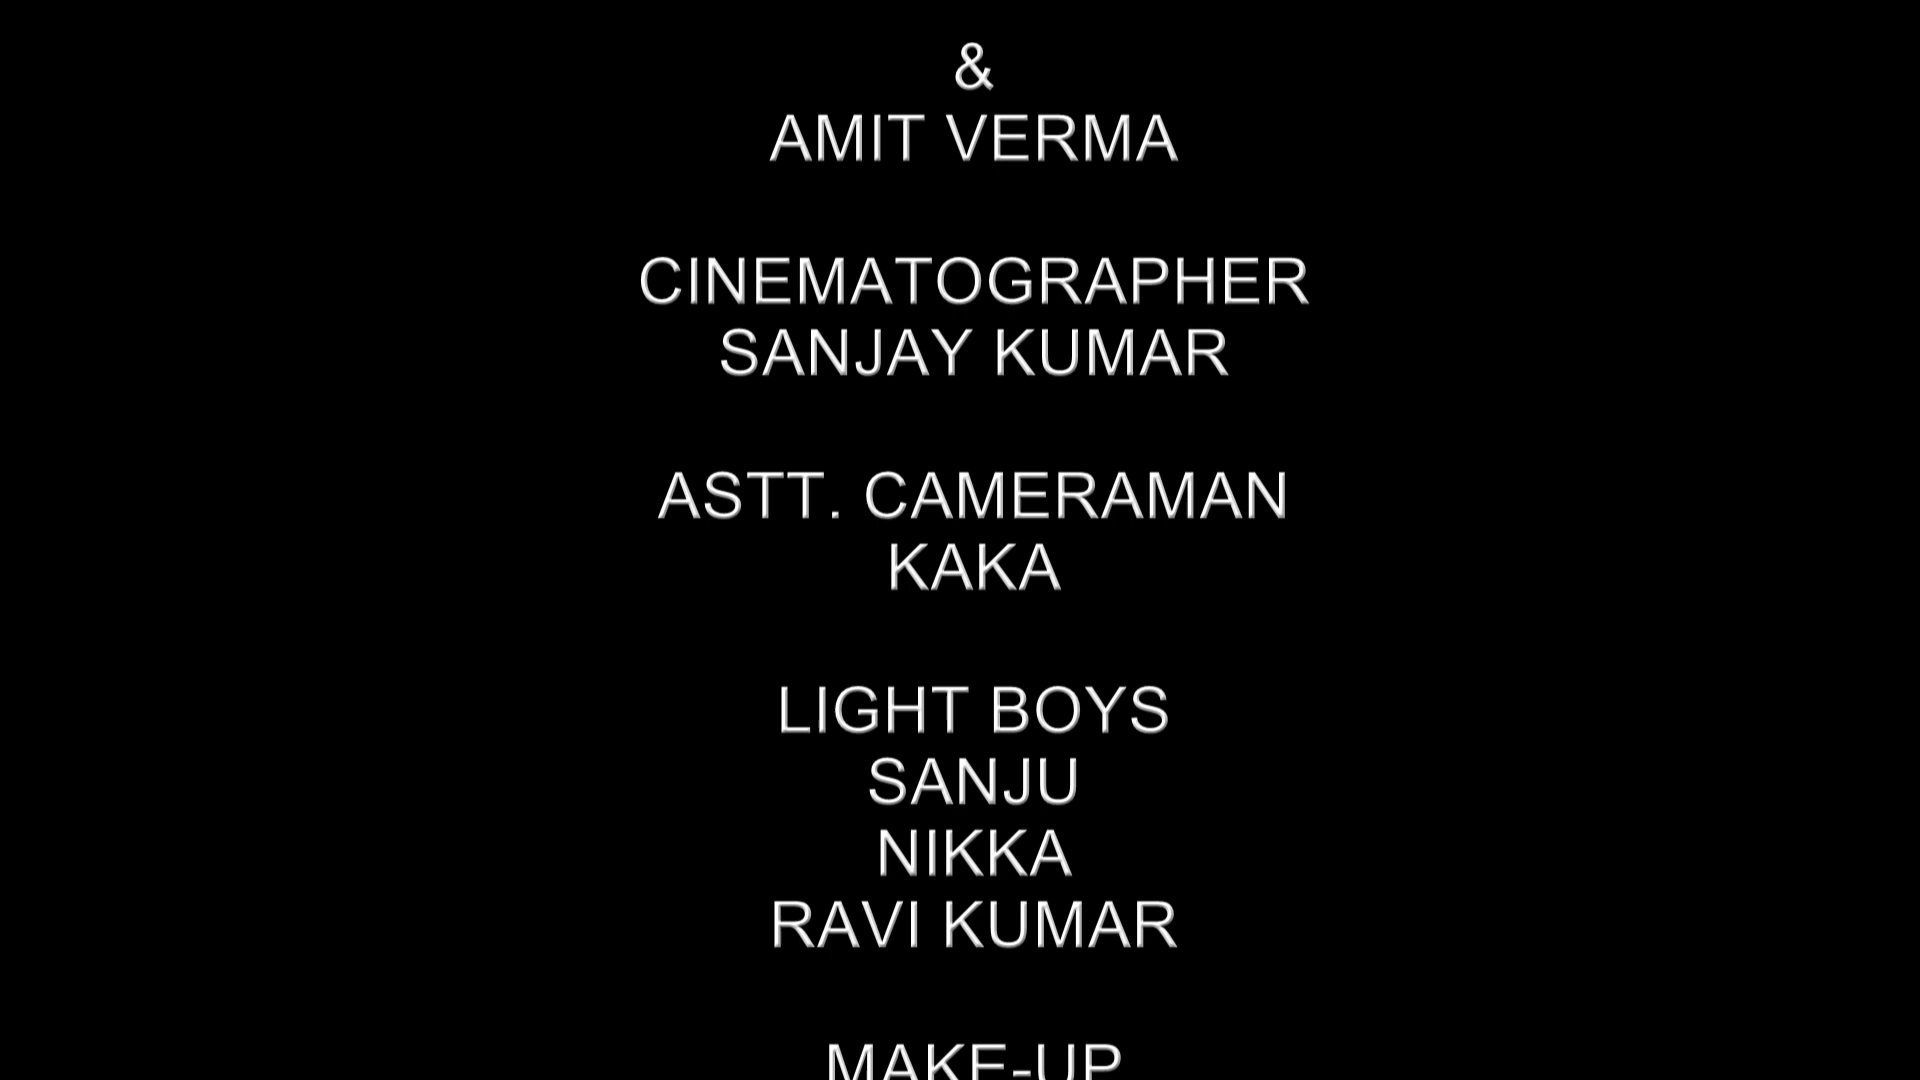 &
AMIT VERMA
CINEMATOGRAPHER
SANJAY KUMAR
ASTT. CAMERAMAN
KAKA
LIGHT BOYS
SANJU
NIKKA
RAVI KUMAR
MAKE-UP